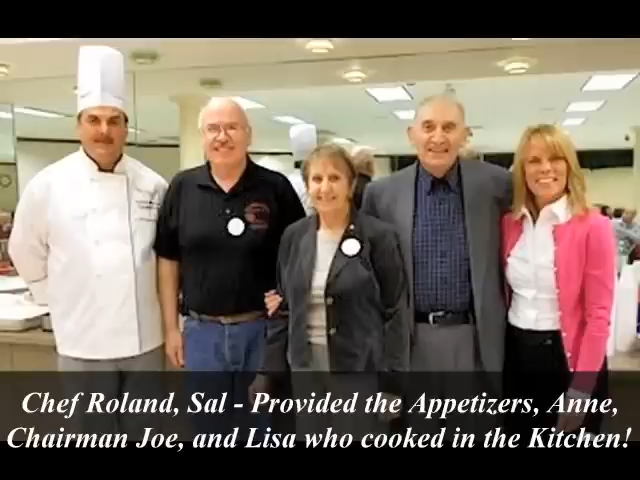 Chef Roland, Sal - Provided the Appetizers, Anne,
Chairman Joe, and Lisa who cooked in the Kitchen!